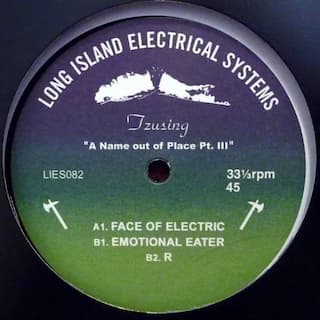 LONG ISLAND ELECTRICAL SYSTEMS
Tzusing
"A Name out of Place Pt. III"
LIES082
33⅓rpm
45
A1. FACE OF ELECTRIC
B1. EMOTIONAL EATER
B2. R